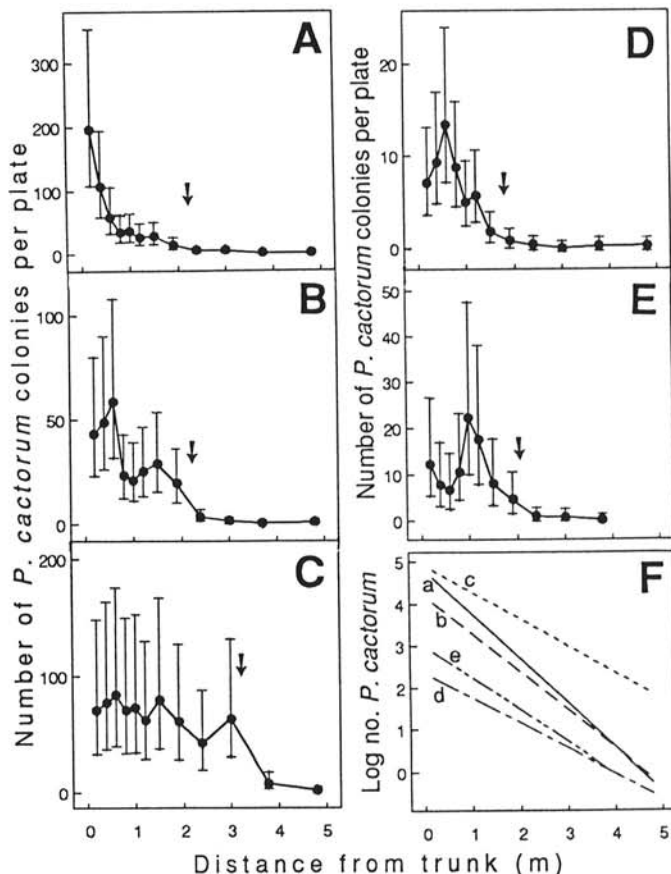 A
300
200
100
0
B
100
50
0
C
200
100
0
0 1 2 3 4 5
Number of P. cactorum colonies per plate
D
20
10
0
E
50
40
30
20
10
0
Number of P. cactorum colonies per plate
F
5
4
3
2
1
0
a
c
b
e
d
Log no. P. cactorum
0 1 2 3 4 5
Distance from trunk (m)